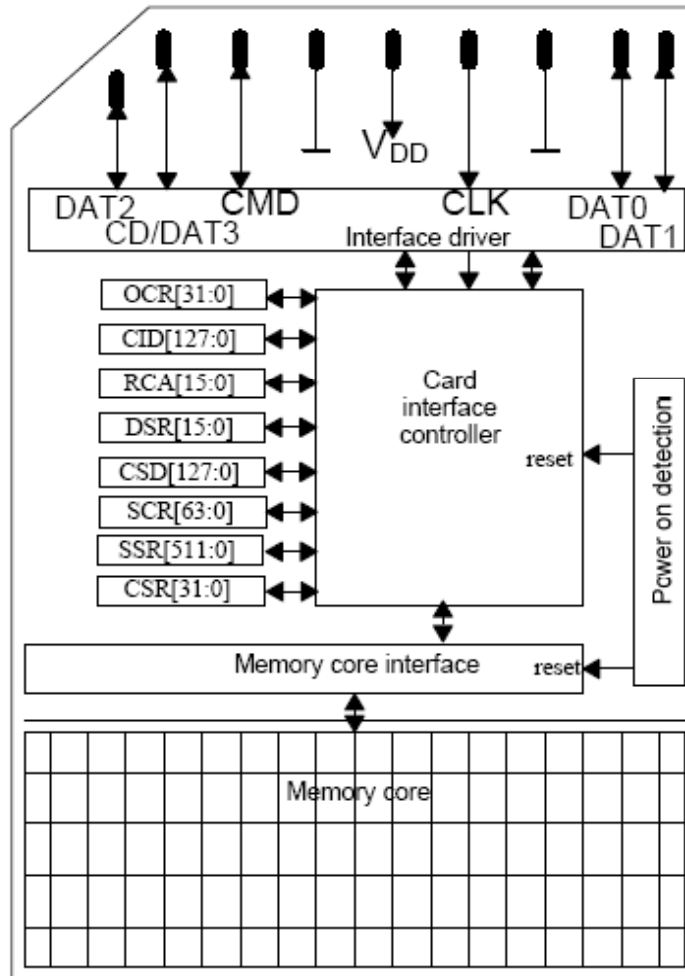 VDD
DAT2
CMD
CLK
DAT0
CD/DAT3
Interface driver
DAT1
OCR[31:0]
CID[127:0]
RCA[15:0]
DSR[15:0]
CSD[127:0]
SCR[63:0]
SSR[511:0]
CSR[31:0]
Card
interface
controller
reset
Power on detection
Memory core interface
reset
Memory core